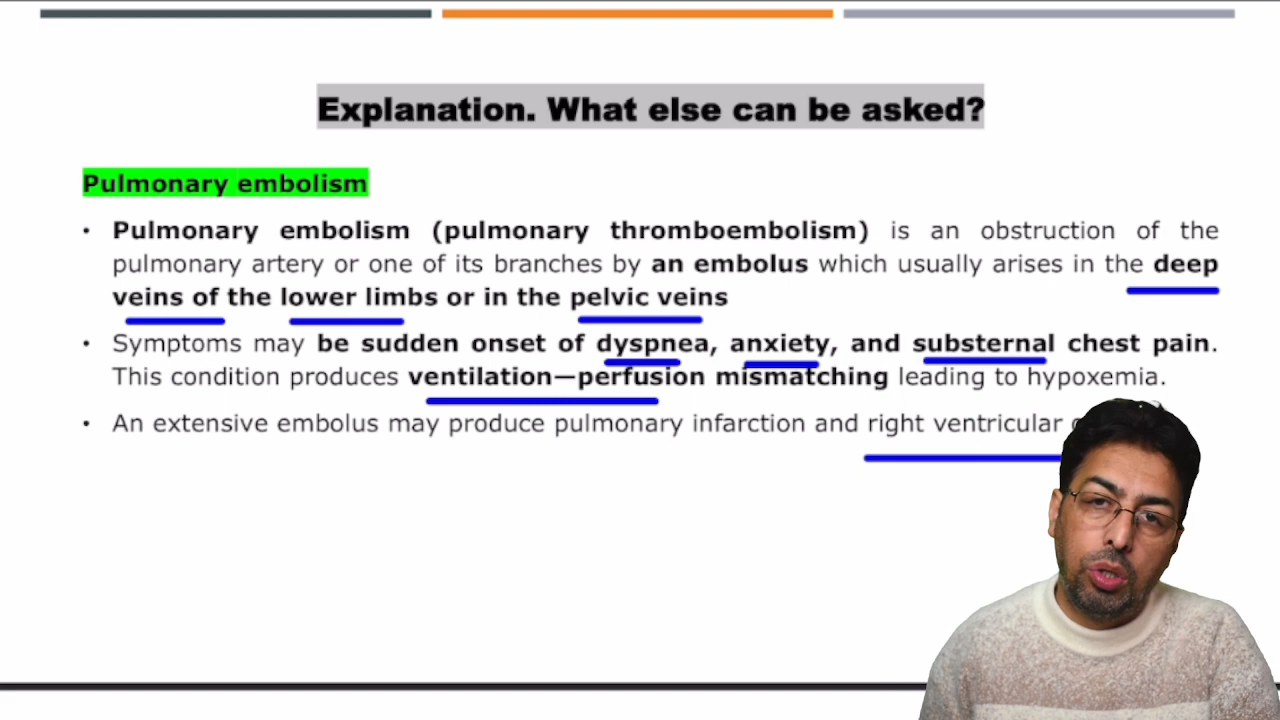 Explanation. What else can be asked?
Pulmonary embolism
• Pulmonary embolism (pulmonary thromboembolism) is an obstruction of the
pulmonary artery or one of its branches by an embolus which usually arises in the deep
veins of the lower limbs or in the pelvic veins
• Symptoms may be sudden onset of dyspnea, anxiety, and substernal chest pain.
This condition produces ventilation—perfusion mismatching leading to hypoxemia.
• An extensive embolus may produce pulmonary infarction and right ventricular